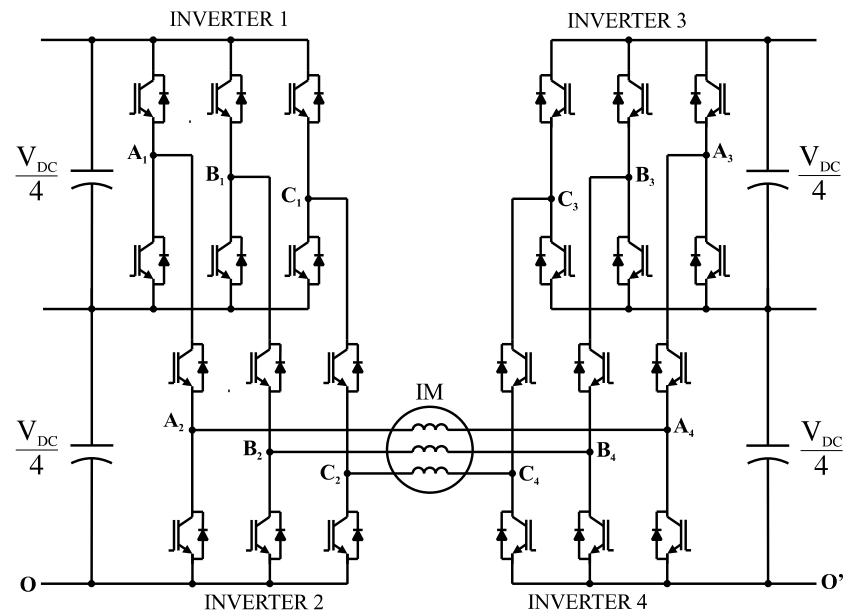 INVERTER 1
INVERTER 3
A₁
A₃
V_DC
4
B₁
B₃
V_DC
4
C₁
C₃
IM
A₂
A₄
V_DC
4
B₂
B₄
V_DC
4
C₂
C₄
O
O'
INVERTER 2
INVERTER 4